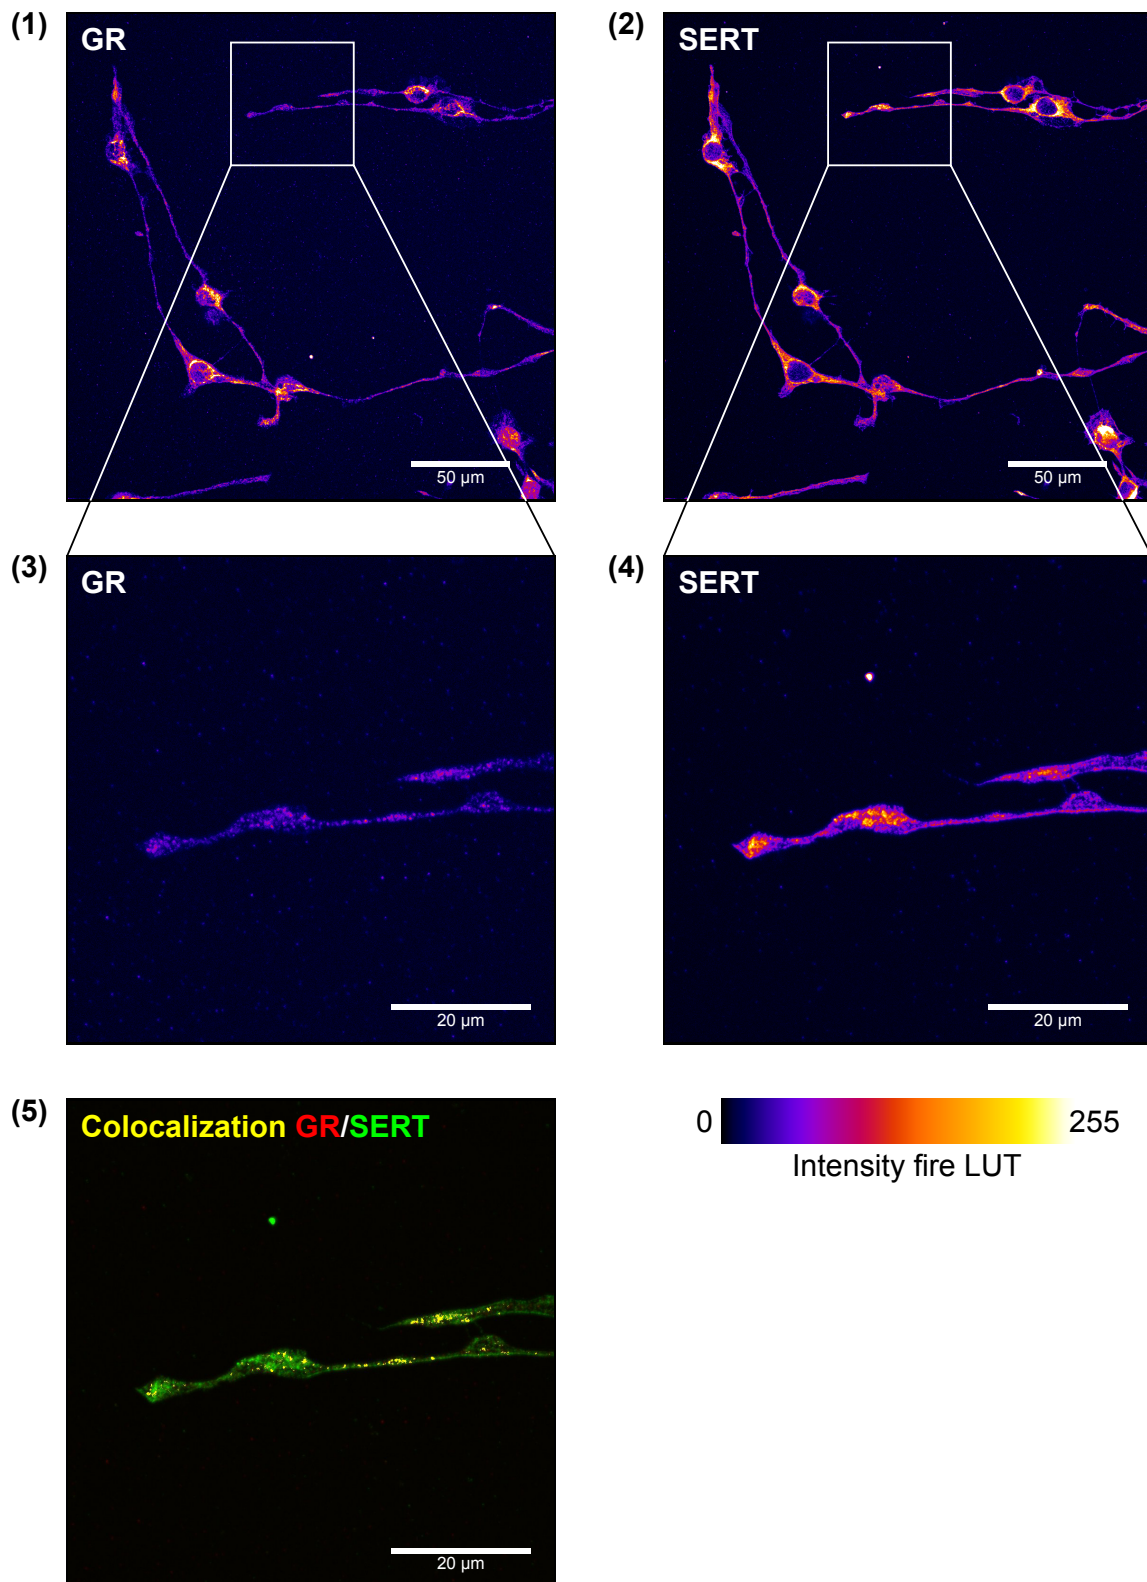 (1)
GR
50 µm
(2)
SERT
50 µm
(3)
GR
20 µm
(4)
SERT
20 µm
(5)
Colocalization GR/SERT
20 µm
0 255
Intensity fire LUT